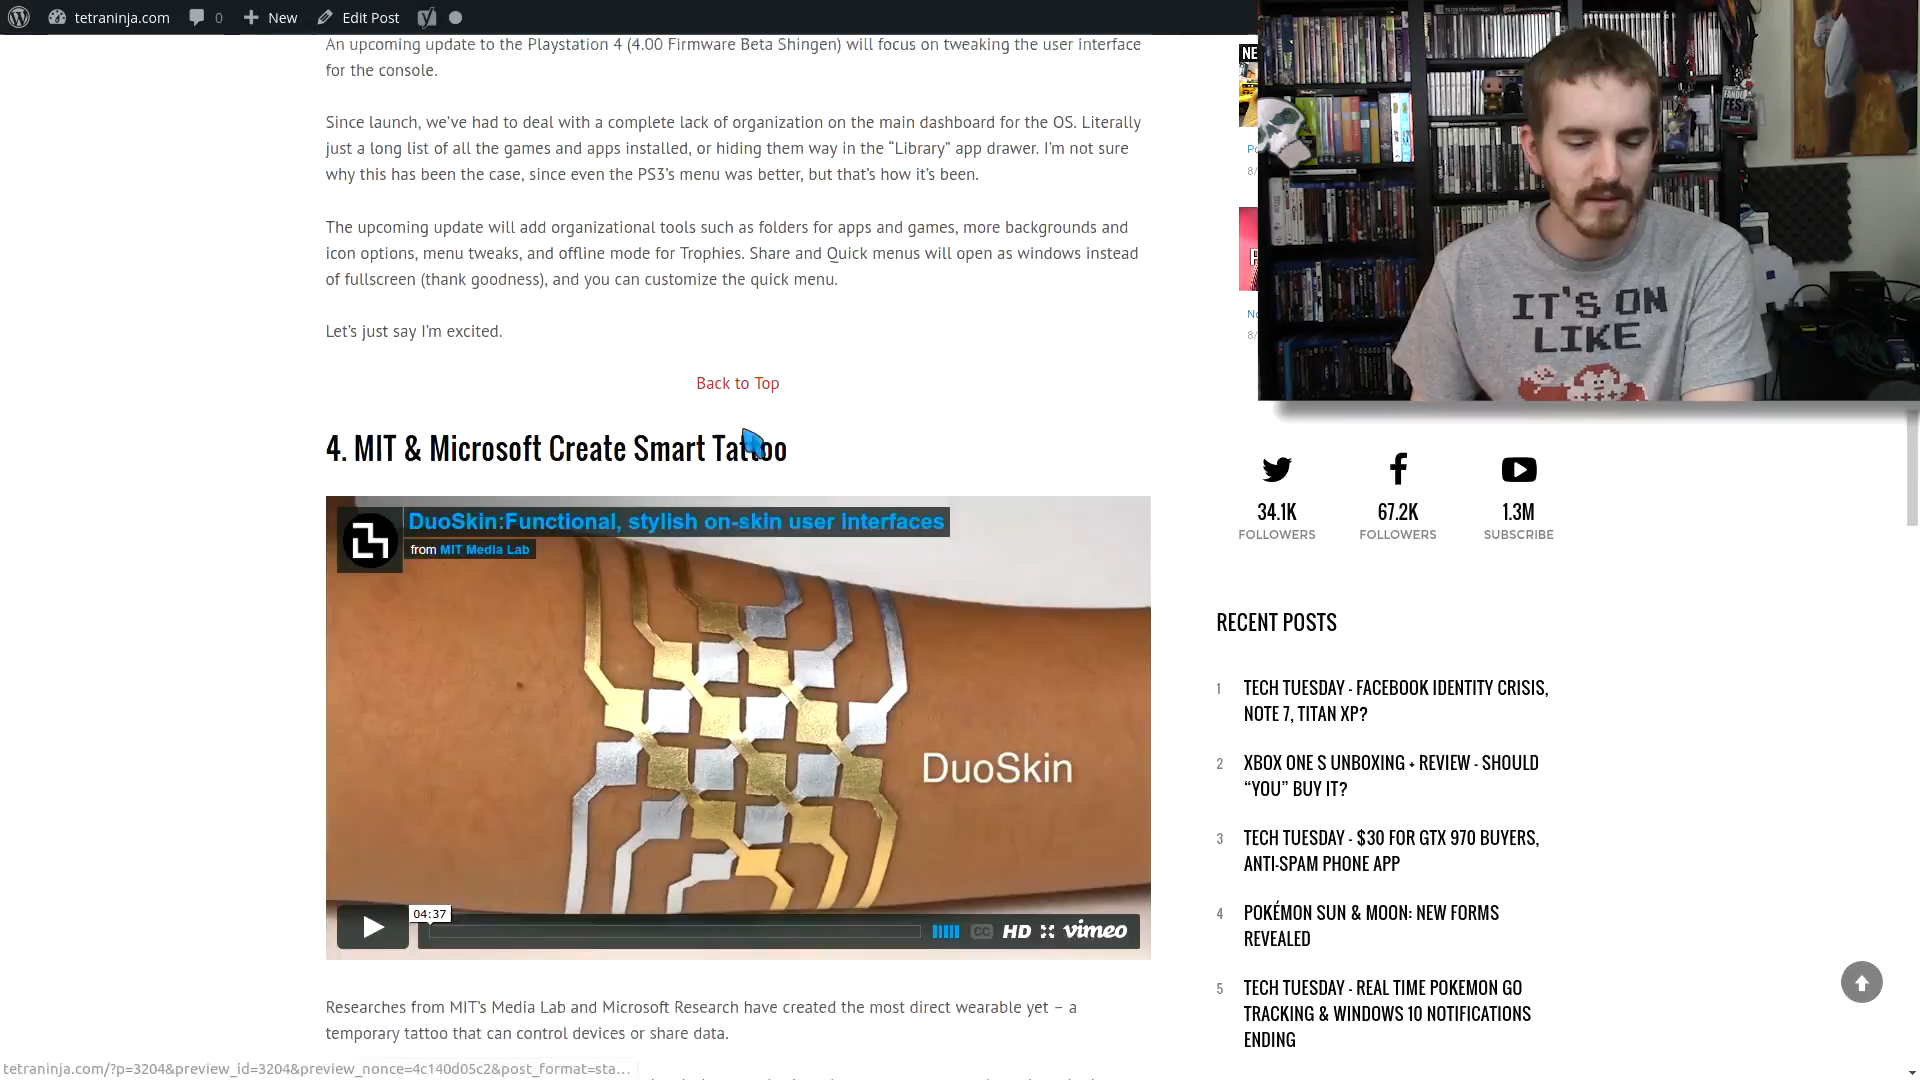 tetraninja.com 0 New Edit Post
An upcoming update to the Playstation 4 (4.00 Firmware Beta Shingen) will focus on tweaking the user interface
for the console.
Since launch, we've had to deal with a complete lack of organization on the main dashboard for the OS. Literally
just a long list of all the games and apps installed, or hiding them way in the “Library” app drawer. I'm not sure
why this has been the case, since even the PS3's menu was better, but that's how it's been.
The upcoming update will add organizational tools such as folders for apps and games, more backgrounds and
icon options, menu tweaks, and offline mode for Trophies. Share and Quick menus will open as windows instead
of fullscreen (thank goodness), and you can customize the quick menu.
Let's just say I'm excited.
Back to Top
4. MIT & Microsoft Create Smart Tattoo
DuoSkin:Functional, stylish on-skin user interfaces
from MIT Media Lab
DuoSkin
04:37
CC HD vimeo
Researches from MIT's Media Lab and Microsoft Research have created the most direct wearable yet – a
temporary tattoo that can control devices or share data.
tetraninja.com/?p=3204&preview_id=3204&preview_nonce=4c140d05c2&post_format=sta...
NE
Po
8/
No
8/
IT'S ON
LIKE
34.1K
FOLLOWERS
67.2K
FOLLOWERS
1.3M
SUBSCRIBE
RECENT POSTS
1 TECH TUESDAY - FACEBOOK IDENTITY CRISIS,
NOTE 7, TITAN XP?
2 XBOX ONE S UNBOXING + REVIEW - SHOULD
“YOU” BUY IT?
3 TECH TUESDAY - $30 FOR GTX 970 BUYERS,
ANTI-SPAM PHONE APP
4 POKÉMON SUN & MOON: NEW FORMS
REVEALED
5 TECH TUESDAY - REAL TIME POKEMON GO
TRACKING & WINDOWS 10 NOTIFICATIONS
ENDING